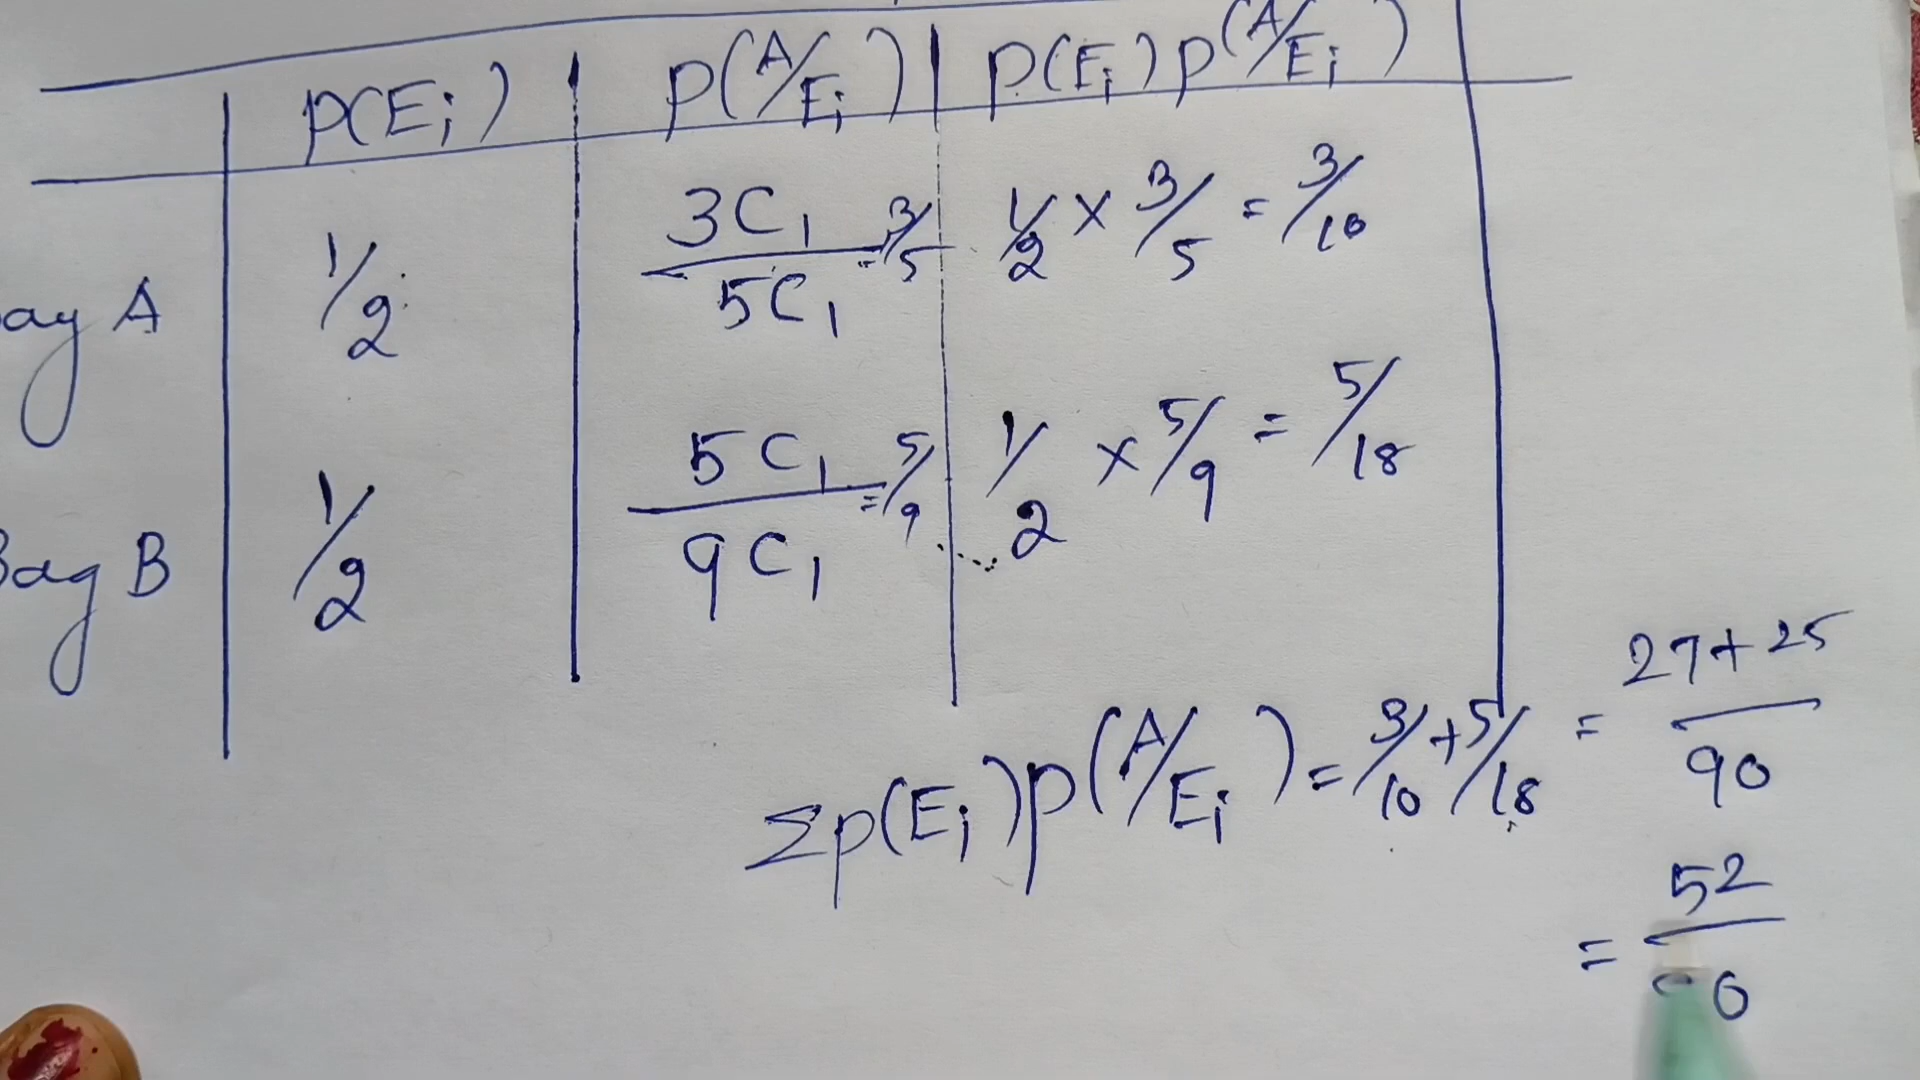 P(Ei) P(A/Ei) P(Ei) P(A/Ei)
ag A 1/2 3C1/5C1 = 3/5 1/2 × 3/5 = 3/10
Bag B 1/2 5C1/9C1 = 5/9 1/2 × 5/9 = 5/18
Σp(Ei)p(A/Ei) = 3/10 + 5/18 = 27+25/90
= 52/90